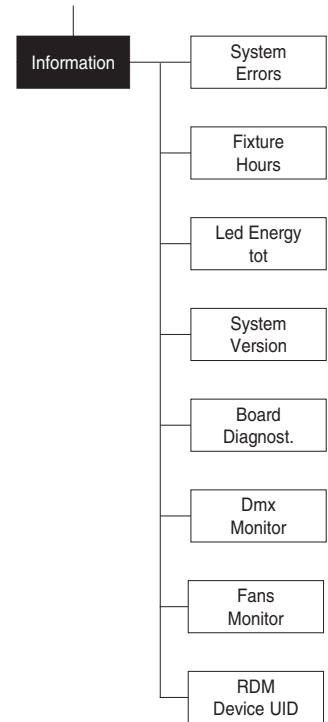 Information
System
Errors
Fixture
Hours
Led Energy
tot
System
Version
Board
Diagnost.
Dmx
Monitor
Fans
Monitor
RDM
Device UID